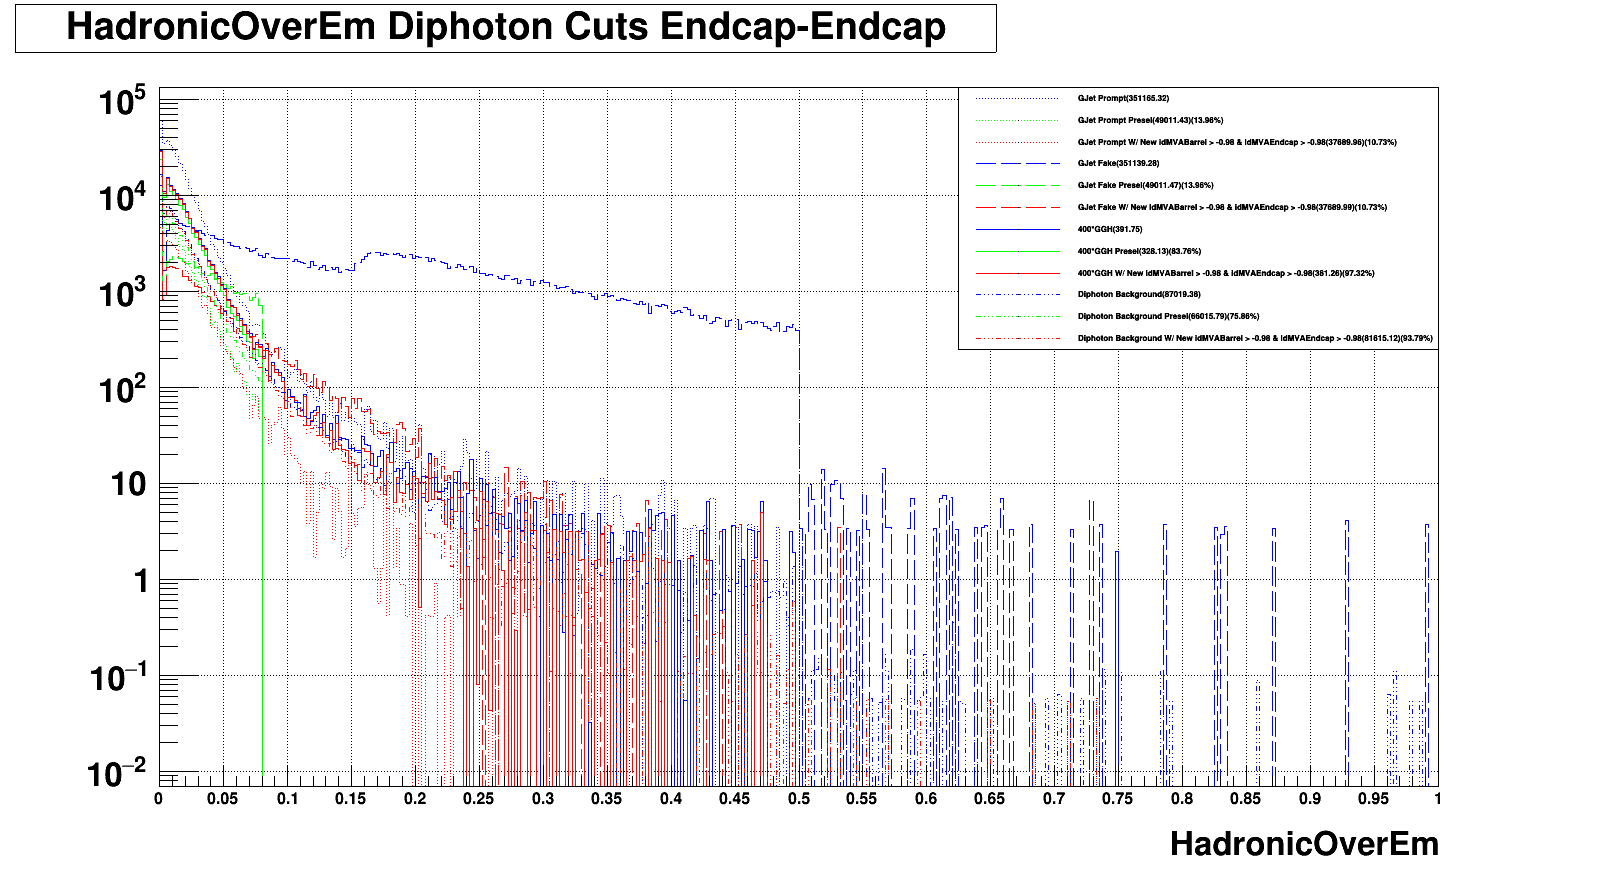 HadronicOverEm Diphoton Cuts Endcap-Endcap
10^5
10^4
10^3
10^2
10
1
10^−1
10^−2
GJet Prompt(351165.32)
GJet Prompt Presel(49011.43)(13.96%)
GJet Prompt W/ New idMVABarrel > -0.98 & idMVAEndcap > -0.98(37689.96)(10.73%)
GJet Fake(351139.28)
GJet Fake Presel(49011.47)(13.96%)
GJet Fake W/ New idMVABarrel > -0.98 & idMVAEndcap > -0.98(37689.99)(10.73%)
400*GGH(391.75)
400*GGH Presel(328.13)(83.76%)
400*GGH W/ New idMVABarrel > -0.98 & idMVAEndcap > -0.98(381.26)(97.32%)
Diphoton Background(87019.38)
Diphoton Background Presel(66015.79)(75.86%)
Diphoton Background W/ New idMVABarrel > -0.98 & idMVAEndcap > -0.98(81615.12)(93.79%)
0 0.05 0.1 0.15 0.2 0.25 0.3 0.35 0.4 0.45 0.5 0.55 0.6 0.65 0.7 0.75 0.8 0.85 0.9 0.95 1
HadronicOverEm